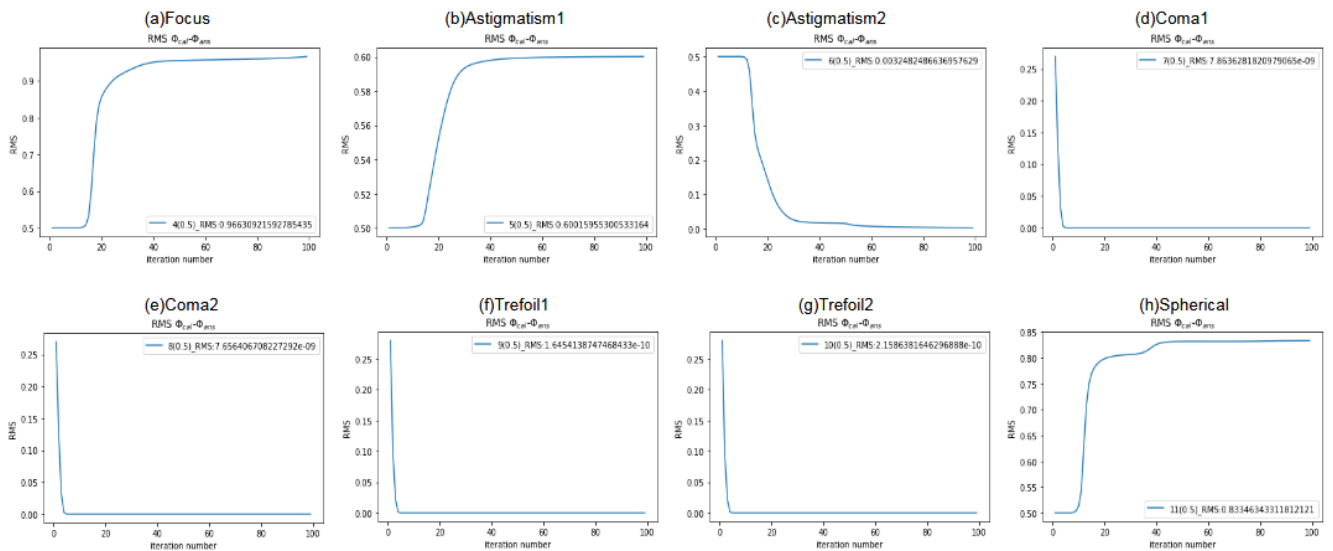 (a)Focus
RMS Φcal-Φans
RMS
0.9
0.8
0.7
0.6
0.5
4(0.5)_RMS:0.96630921592785435
0 20 40 60 80 100
iteration number
(b)Astigmatism1
RMS Φcal-Φans
RMS
0.60
0.58
0.56
0.54
0.52
0.50
5(0.5)_RMS:0.60015955300533164
0 20 40 60 80 100
iteration number
(c)Astigmatism2
RMS Φcal-Φans
RMS
0.5
0.4
0.3
0.2
0.1
0.0
6(0.5)_RMS:0.0032482486636957629
0 20 40 60 80 100
iteration number
(d)Coma1
RMS Φcal-Φans
RMS
0.25
0.20
0.15
0.10
0.05
0.00
7(0.5)_RMS:7.8636281820979065e-09
0 20 40 60 80 100
iteration number
(e)Coma2
RMS Φcal-Φans
RMS
0.25
0.20
0.15
0.10
0.05
0.00
8(0.5)_RMS:7.656406708227292e-09
0 20 40 60 80 100
iteration number
(f)Trefoil1
RMS Φcal-Φans
RMS
0.25
0.20
0.15
0.10
0.05
0.00
9(0.5)_RMS:1.6454138747468433e-10
0 20 40 60 80 100
iteration number
(g)Trefoil2
RMS Φcal-Φans
RMS
0.25
0.20
0.15
0.10
0.05
0.00
10(0.5)_RMS:2.1586381646296888e-10
0 20 40 60 80 100
iteration number
(h)Spherical
RMS Φcal-Φans
RMS
0.85
0.80
0.75
0.70
0.65
0.60
0.55
0.50
11(0.5)_RMS:0.83346343311812121
0 20 40 60 80 100
iteration number